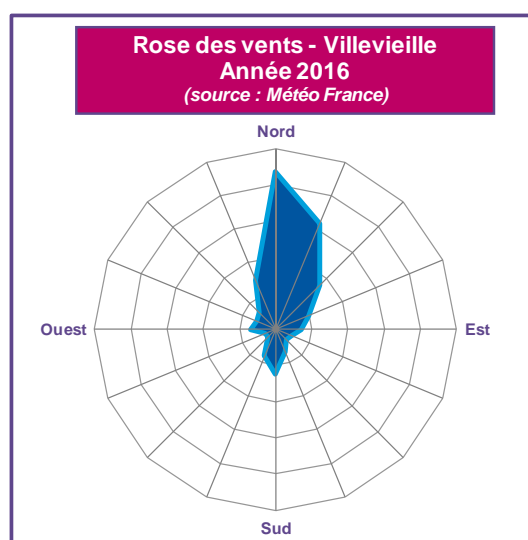 Rose des vents - Villevieille
Année 2016
(source : Météo France)
Nord
Ouest
Est
Sud